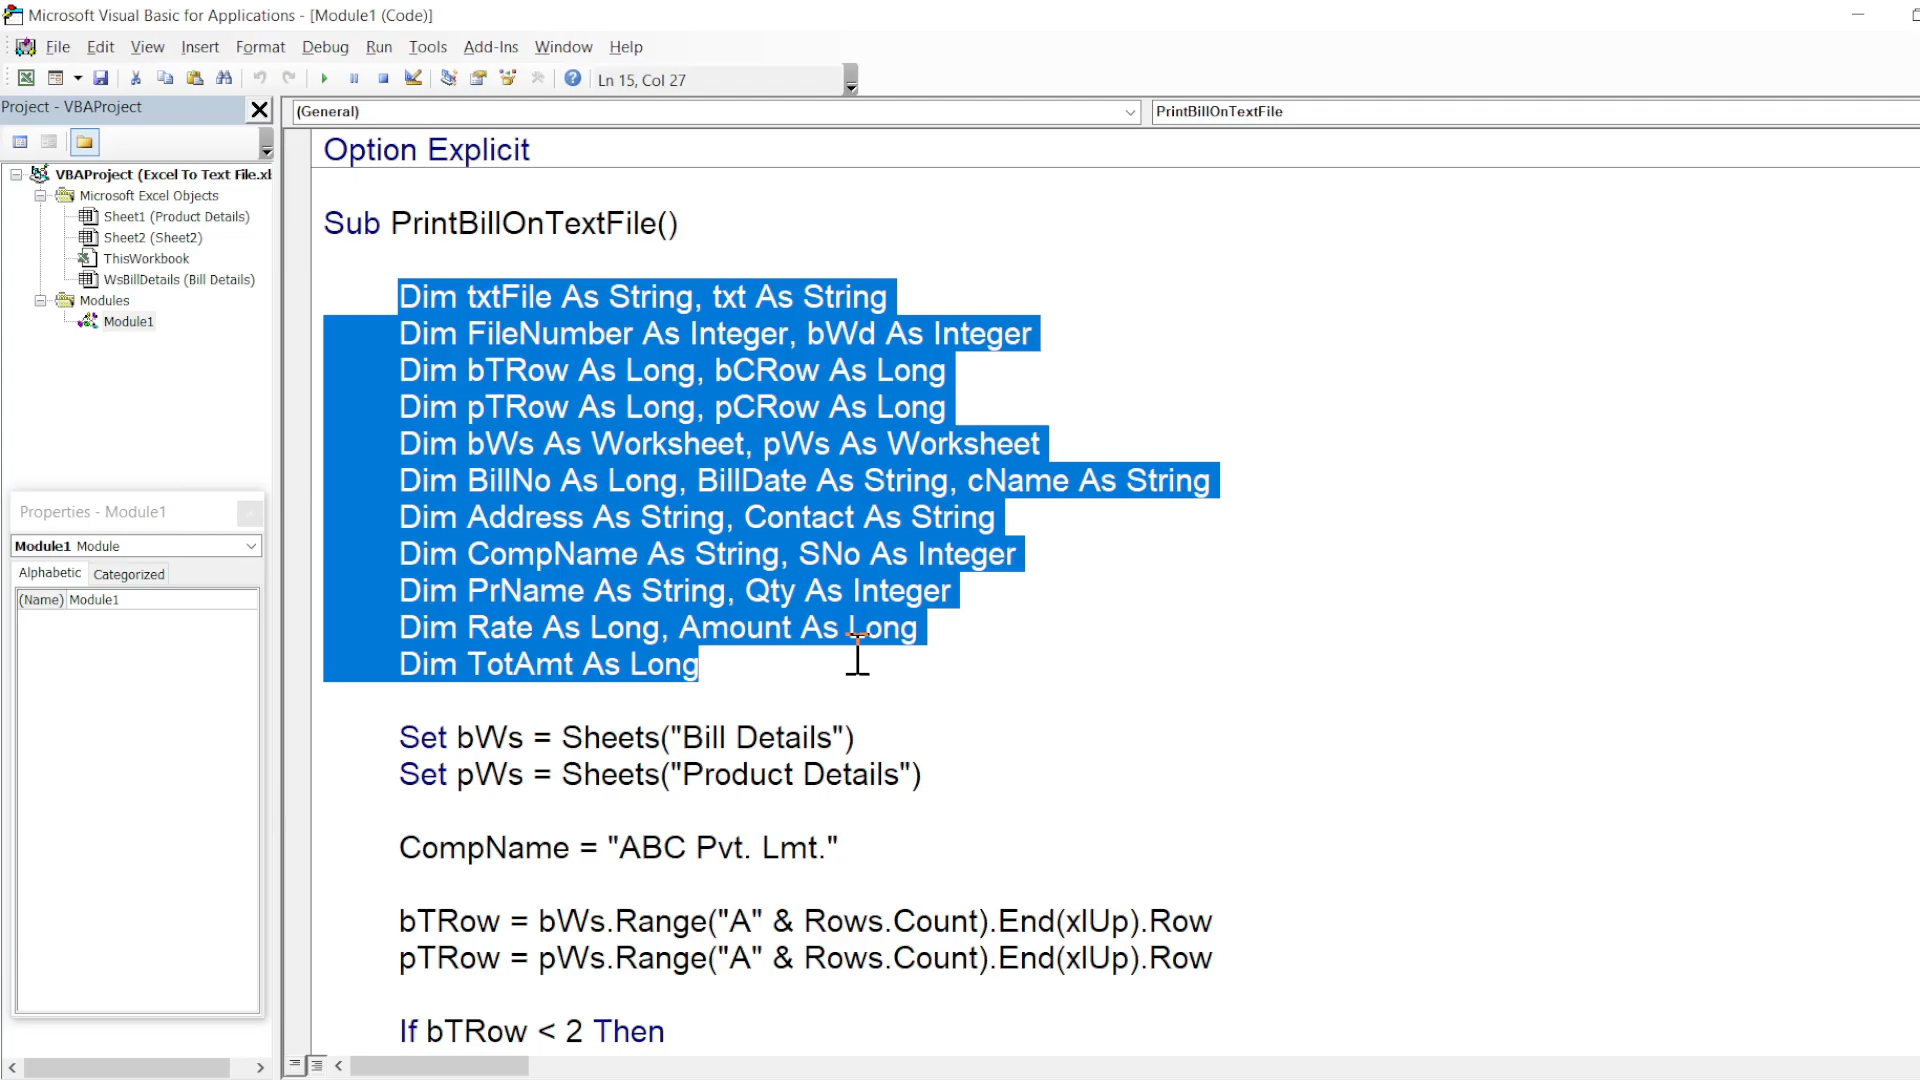 Microsoft Visual Basic for Applications - [Module1 (Code)]
File Edit View Insert Format Debug Run Tools Add-Ins Window Help
Ln 15, Col 27
Project - VBAProject
(General)
PrintBillOnTextFile
VBAProject (Excel To Text File.xl
Microsoft Excel Objects
Sheet1 (Product Details)
Sheet2 (Sheet2)
ThisWorkbook
WsBillDetails (Bill Details)
Modules
Module1
Properties - Module1
Module1 Module
Alphabetic Categorized
(Name) Module1
Option Explicit
Sub PrintBillOnTextFile()
Dim txtFile As String, txt As String
Dim FileNumber As Integer, bWd As Integer
Dim bTRow As Long, bCRow As Long
Dim pTRow As Long, pCRow As Long
Dim bWs As Worksheet, pWs As Worksheet
Dim BillNo As Long, BillDate As String, cName As String
Dim Address As String, Contact As String
Dim CompName As String, SNo As Integer
Dim PrName As String, Qty As Integer
Dim Rate As Long, Amount As Long
Dim TotAmt As Long
Set bWs = Sheets("Bill Details")
Set pWs = Sheets("Product Details")
CompName = "ABC Pvt. Lmt."
bTRow = bWs.Range("A" & Rows.Count).End(xlUp).Row
pTRow = pWs.Range("A" & Rows.Count).End(xlUp).Row
If bTRow < 2 Then